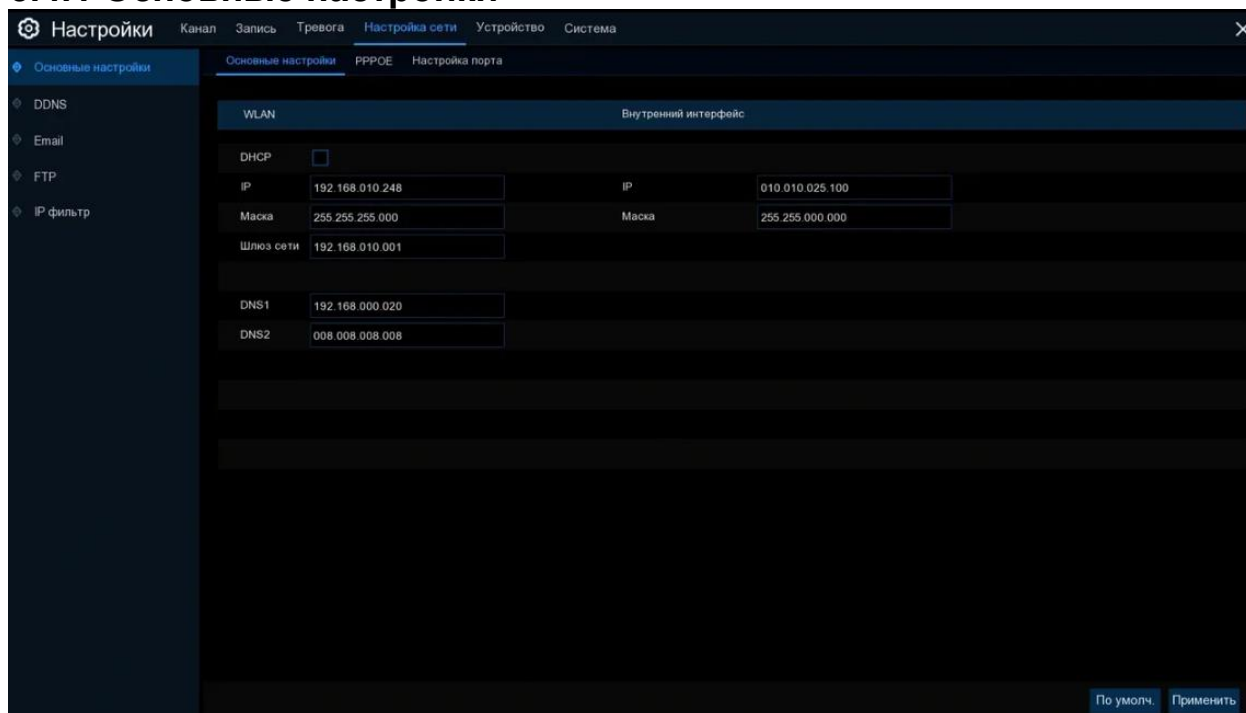 Основные настройки
Настройки Канал Запись Тревога Настройка сети Устройство Система
Основные настройки PPPOE Настройка порта
Основные настройки
DDNS
Email
FTP
IP фильтр
WLAN Внутренний интерфейс
DHCP
IP 192.168.010.248 IP 010.010.025.100
Маска 255.255.255.000 Маска 255.255.000.000
Шлюз сети 192.168.010.001
DNS1 192.168.000.020
DNS2 008.008.008.008
По умолч. Применить